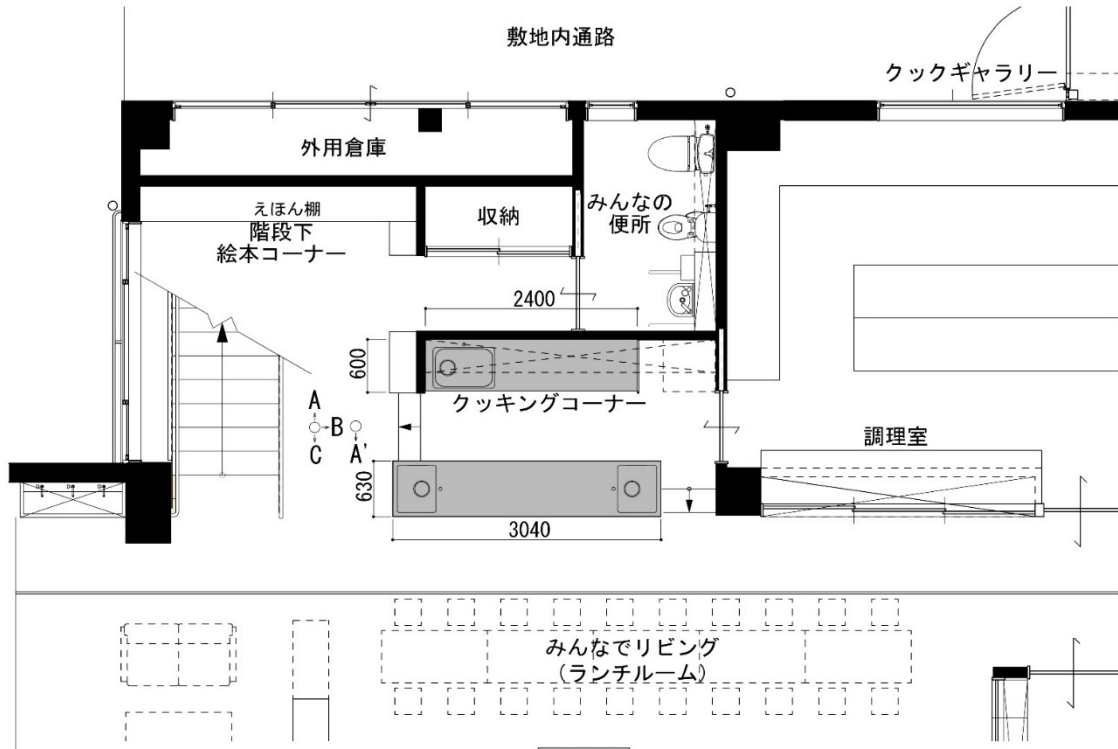 敷地内通路
クックギャラリー
外用倉庫
えほん棚
階段下
絵本コーナー
収納
みんなの
便所
2400
600
クッキングコーナー
A
B
C
A'
調理室
630
3040
みんなでリビング
(ランチルーム)